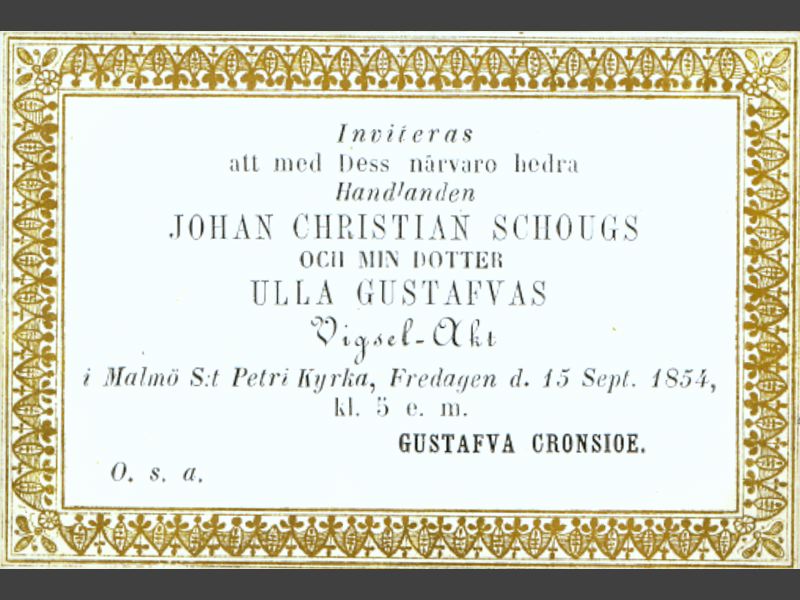 Inviteras
att med Dess närvaro hedra
Handlanden
JOHAN CHRISTIAN SCHOUGS
OCH MIN DOTTER
ULLA GUSTAFVAS
Vigsel-Akt
i Malmö S:t Petri Kyrka, Fredagen d. 15 Sept. 1854,
kl. 5 e. m.
GUSTAFVA CRONSIOE.
O. s. a.